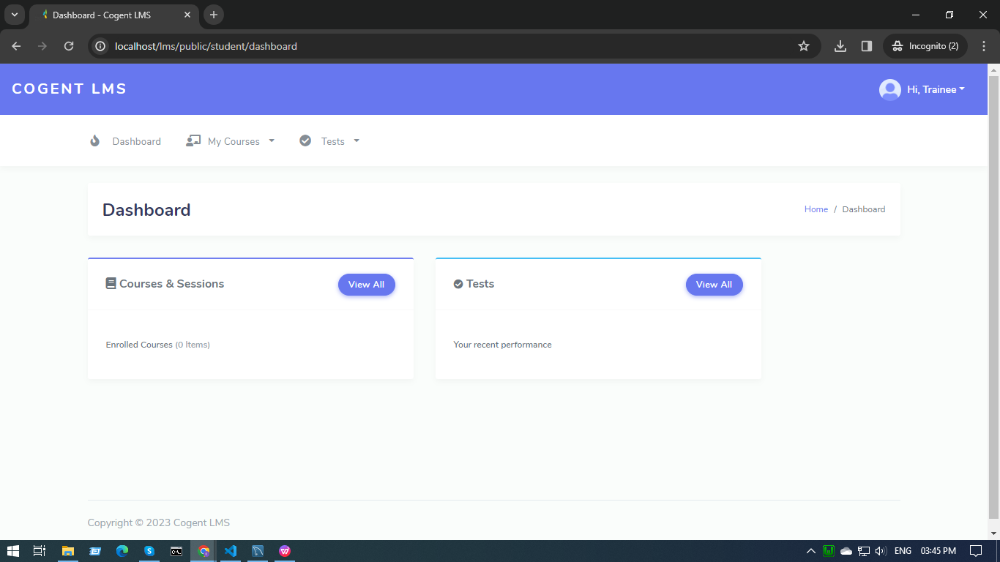 Dashboard - Cogent LMS
localhost/lms/public/student/dashboard
Incognito (2)
COGENT LMS
Hi, Trainee
Dashboard
My Courses
Tests
Dashboard
Home / Dashboard
Courses & Sessions
View All
Enrolled Courses (0 Items)
Tests
View All
Your recent performance
Copyright © 2023 Cogent LMS
ENG
03:45 PM